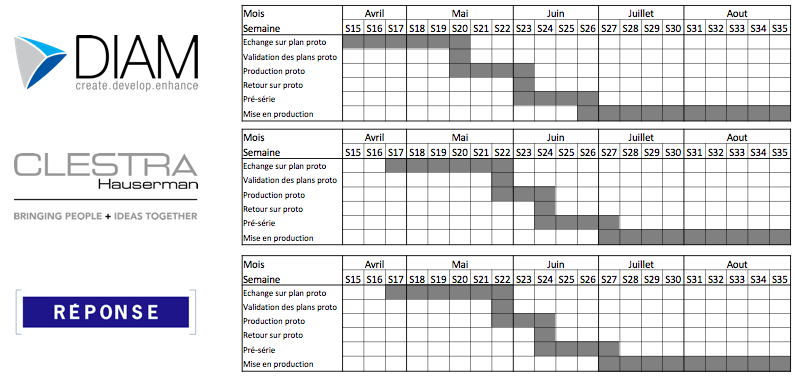 DIAM
create.develop.enhance
Mois Avril Mai Juin Juillet Aout
Semaine S15 S16 S17 S18 S19 S20 S21 S22 S23 S24 S25 S26 S27 S28 S29 S30 S31 S32 S33 S34 S35
Echange sur plan proto
Validation des plans proto
Production proto
Retour sur proto
Pré-série
Mise en production
CLESTRA
Hauserman
BRINGING PEOPLE + IDEAS TOGETHER
Mois Avril Mai Juin Juillet Aout
Semaine S15 S16 S17 S18 S19 S20 S21 S22 S23 S24 S25 S26 S27 S28 S29 S30 S31 S32 S33 S34 S35
Echange sur plan proto
Validation des plans proto
Production proto
Retour sur proto
Pré-série
Mise en production
RÉPONSE
Mois Avril Mai Juin Juillet Aout
Semaine S15 S16 S17 S18 S19 S20 S21 S22 S23 S24 S25 S26 S27 S28 S29 S30 S31 S32 S33 S34 S35
Echange sur plan proto
Validation des plans proto
Production proto
Retour sur proto
Pré-série
Mise en production